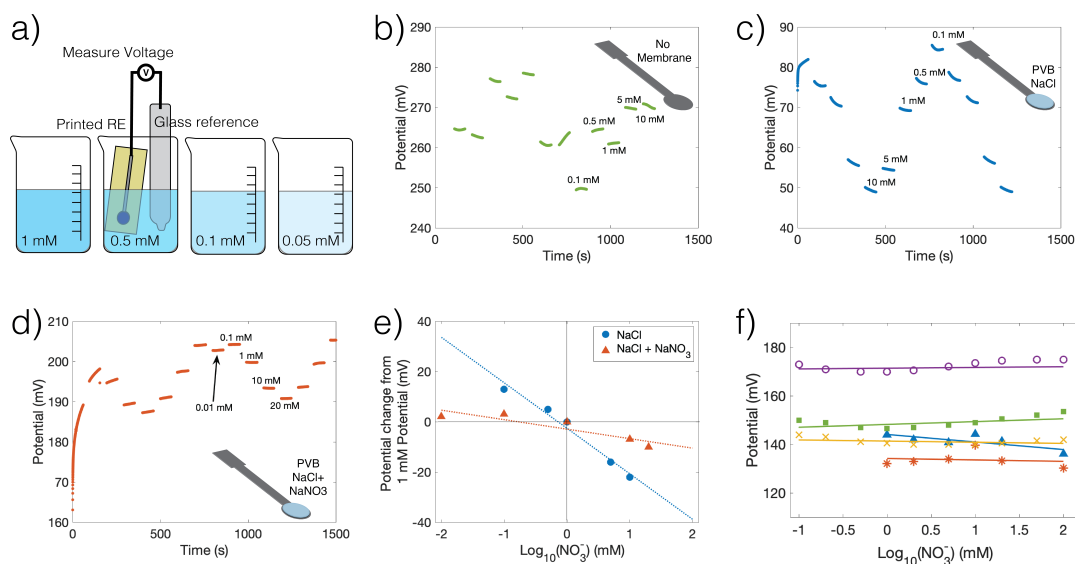 a)
Measure Voltage
V
Printed RE
Glass reference
1 mM
0.5 mM
0.1 mM
0.05 mM
b)
No
Membrane
280
270
260
250
240
5 mM
10 mM
0.5 mM
1 mM
0.1 mM
0
500
1000
1500
Potential (mV)
Time (s)
c)
0.1 mM
PVB
NaCl
90
80
70
60
50
40
0.5 mM
1 mM
5 mM
10 mM
0
500
1000
1500
Potential (mV)
Time (s)
d)
210
200
190
180
170
160
0.1 mM
1 mM
10 mM
20 mM
0.01 mM
PVB
NaCl+
NaNO3
0
500
1000
1500
Potential (mV)
Time (s)
e)
40
20
0
-20
-40
NaCl
NaCl + NaNO3
-2
-1
0
1
2
Potential change from
1 mM Potential (mV)
Log10(NO3-) (mM)
f)
180
160
140
120
-1
-0.5
0
0.5
1
1.5
2
Potential (mV)
Log10(NO3-) (mM)